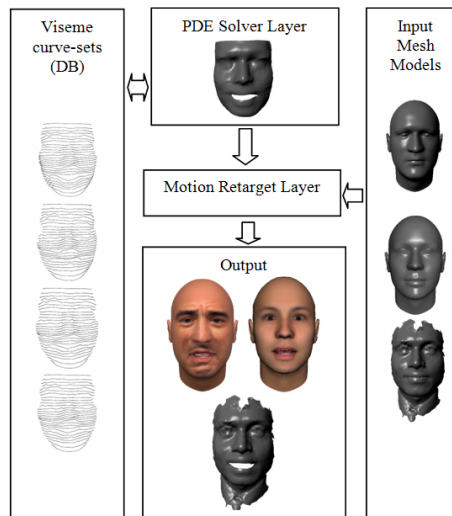 Viseme
curve-sets
(DB)
PDE Solver Layer
Input
Mesh
Models
Motion Retarget Layer
Output